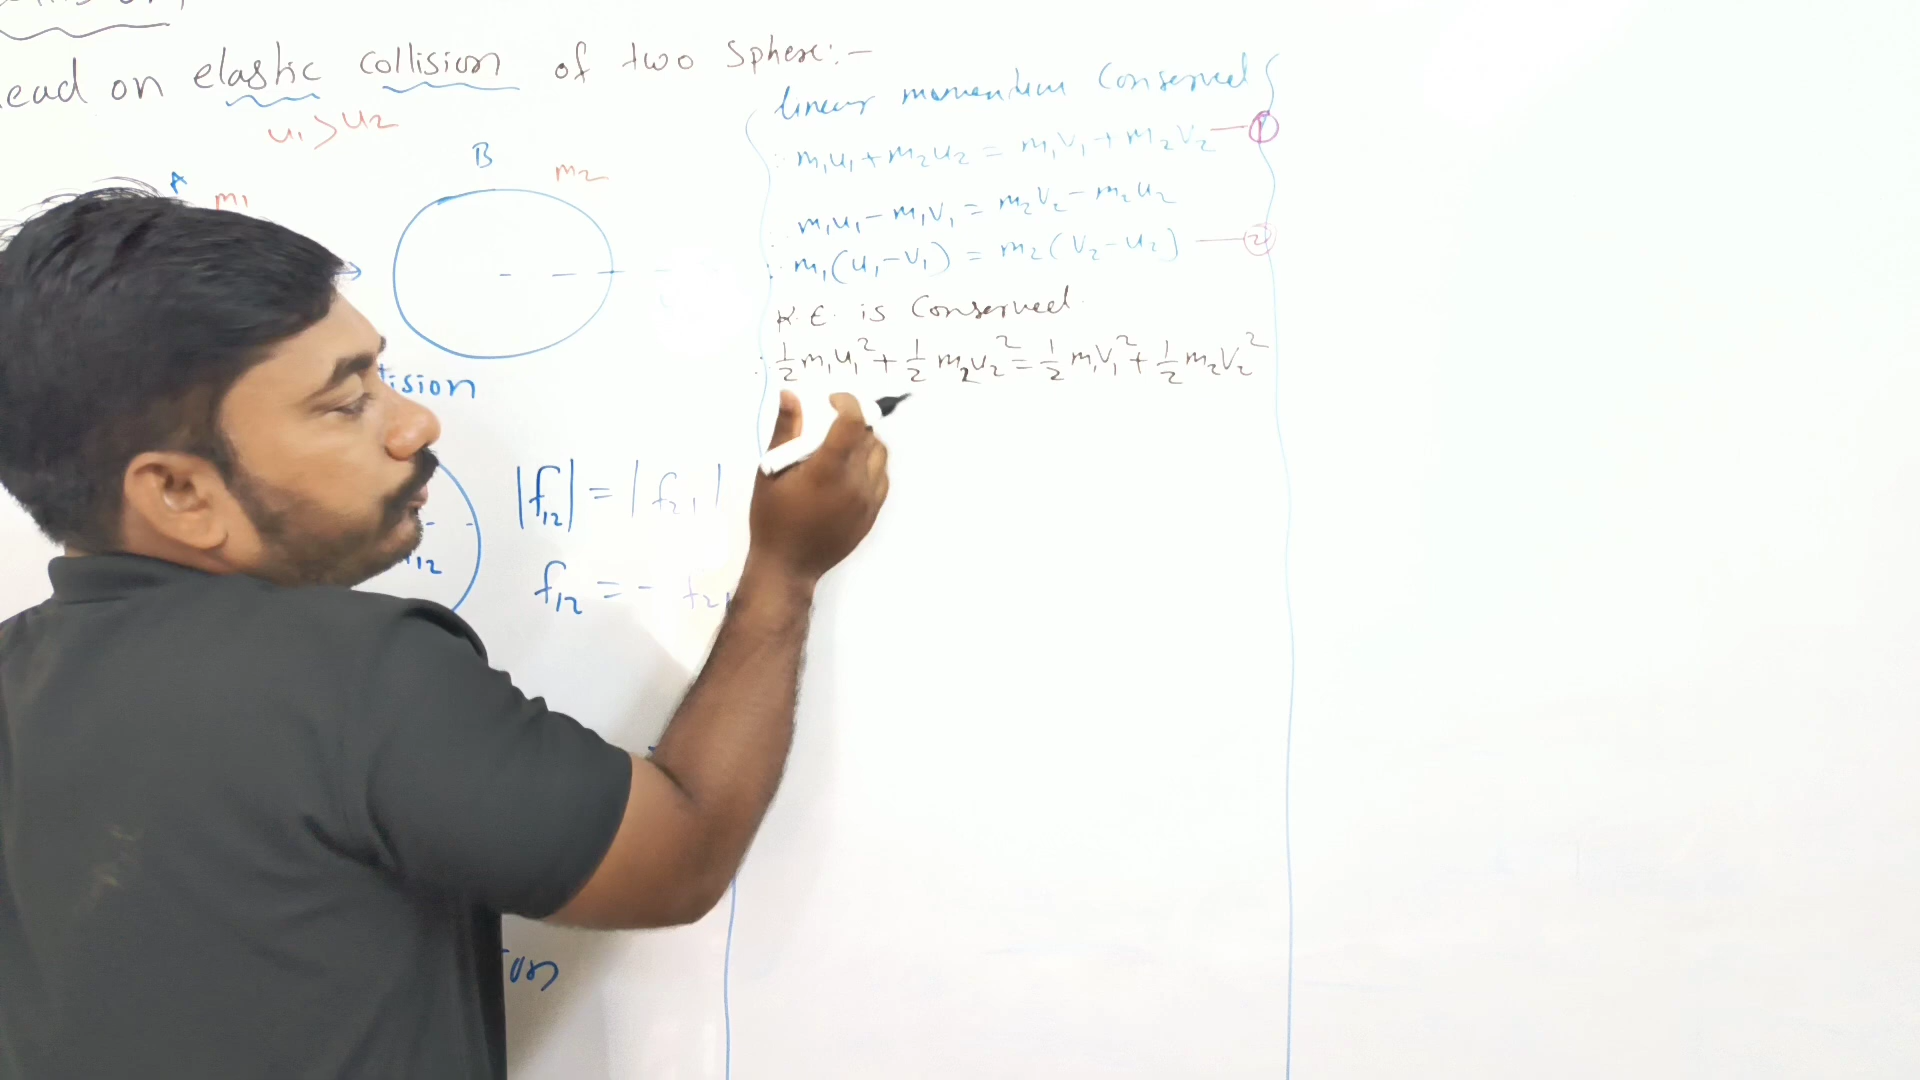 ead on elastic collision of two sphere:-
u₁>u₂
A
m₁
B
m₂
ision
|f₁₂| = |f₂₁|
f₁₂ = - f₂₁
₁₂
linear momentum conserved
∴ m₁u₁+m₂u₂ = m₁v₁+m₂v₂ — ①
∴ m₁u₁-m₁v₁ = m₂v₂-m₂u₂
∴ m₁(u₁-v₁) = m₂(v₂-u₂) — ②
K.E. is conserved.
∴ ½m₁u₁²+½m₂u₂²=½m₁v₁²+½m₂v₂²